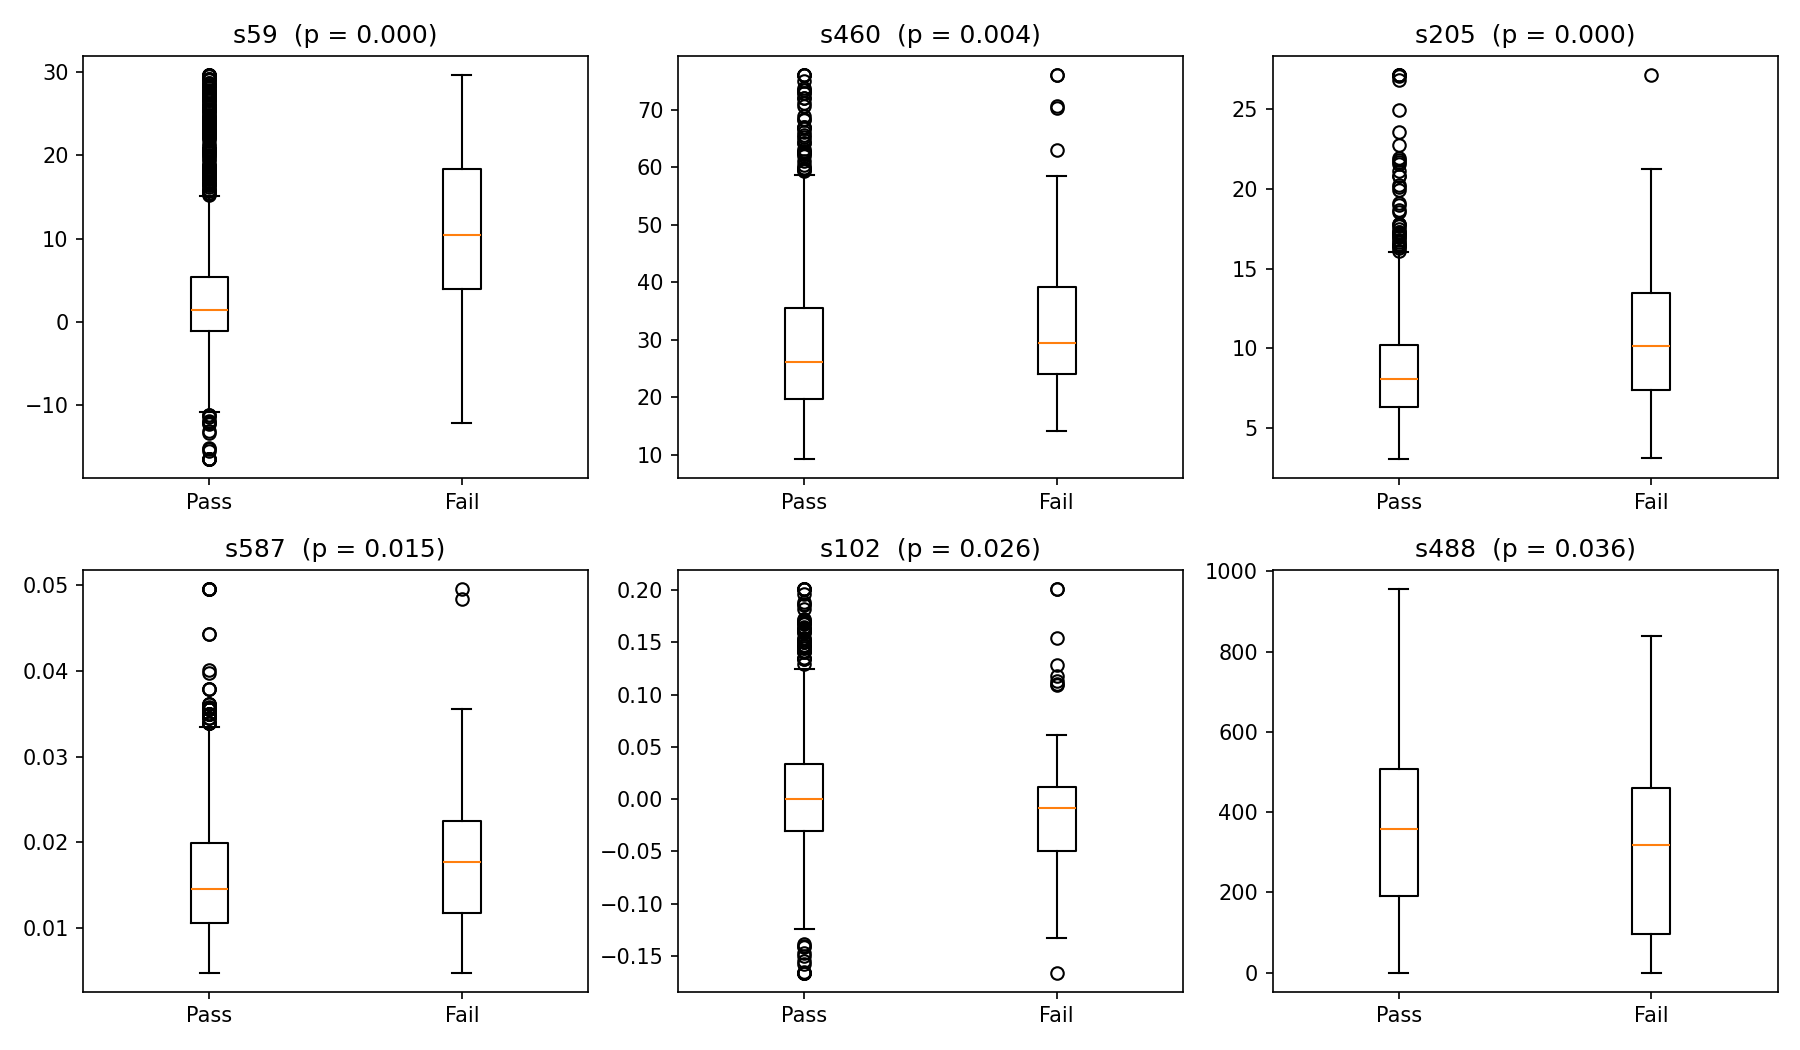 s59  (p = 0.000)
30
20
10
0
−10
Pass
Fail
s460  (p = 0.004)
70
60
50
40
30
20
10
Pass
Fail
s205  (p = 0.000)
25
20
15
10
5
Pass
Fail
s587  (p = 0.015)
0.05
0.04
0.03
0.02
0.01
Pass
Fail
s102  (p = 0.026)
0.20
0.15
0.10
0.05
0.00
−0.05
−0.10
−0.15
Pass
Fail
s488  (p = 0.036)
1000
800
600
400
200
0
Pass
Fail